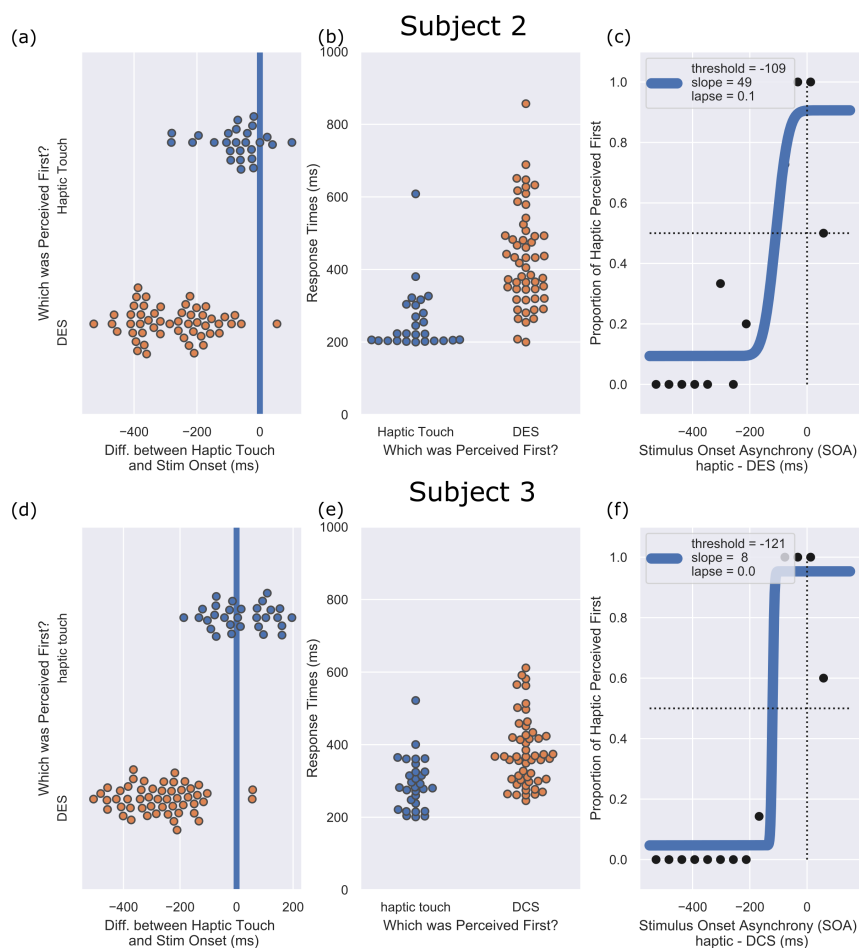 Subject 2
(a)
Which was Perceived First?
Haptic Touch
DES
−400
−200
0
Diff. between Haptic Touch
and Stim Onset (ms)
(b)
Response Times (ms)
1000
800
600
400
200
0
Haptic Touch
DES
Which was Perceived First?
(c)
threshold = -109
slope = 49
lapse = 0.1
Proportion of Haptic Perceived First
1.0
0.8
0.6
0.4
0.2
0.0
−400
−200
0
Stimulus Onset Asynchrony (SOA)
haptic - DES (ms)
Subject 3
(d)
Which was Perceived First?
haptic touch
DES
−400
−200
0
200
Diff. between Haptic Touch
and Stim Onset (ms)
(e)
Response Times (ms)
1000
800
600
400
200
0
haptic touch
DCS
Which was Perceived First?
(f)
threshold = -121
slope = 8
lapse = 0.0
Proportion of Haptic Perceived First
1.0
0.8
0.6
0.4
0.2
0.0
−400
−200
0
Stimulus Onset Asynchrony (SOA)
haptic - DCS (ms)